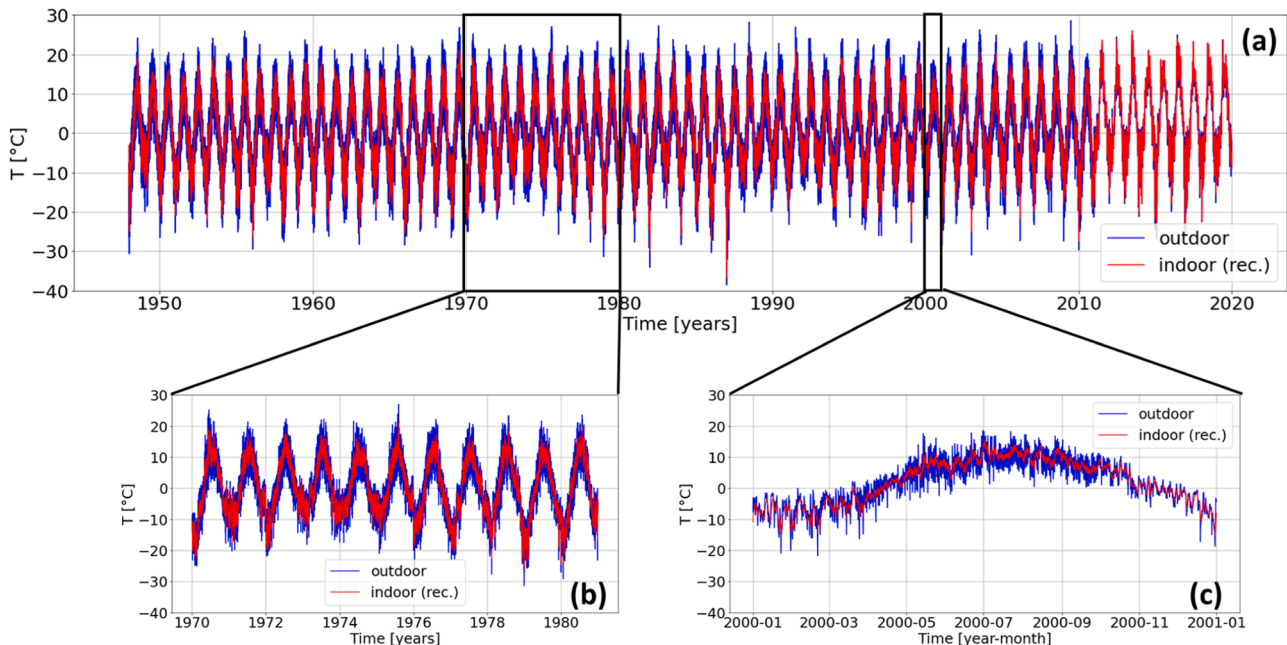 30
20
10
0
−10
−20
−30
−40
T [°C]
(a)
outdoor
indoor (rec.)
1950 1960 1970 1980 1990 2000 2010 2020
Time [years]
30
20
10
0
−10
−20
−30
−40
T [°C]
outdoor
indoor (rec.)
(b)
1970 1972 1974 1976 1978 1980
Time [years]
30
20
10
0
−10
−20
−30
−40
T [°C]
outdoor
indoor (rec.)
(c)
2000-01 2000-03 2000-05 2000-07 2000-09 2000-11 2001-01
Time [year-month]